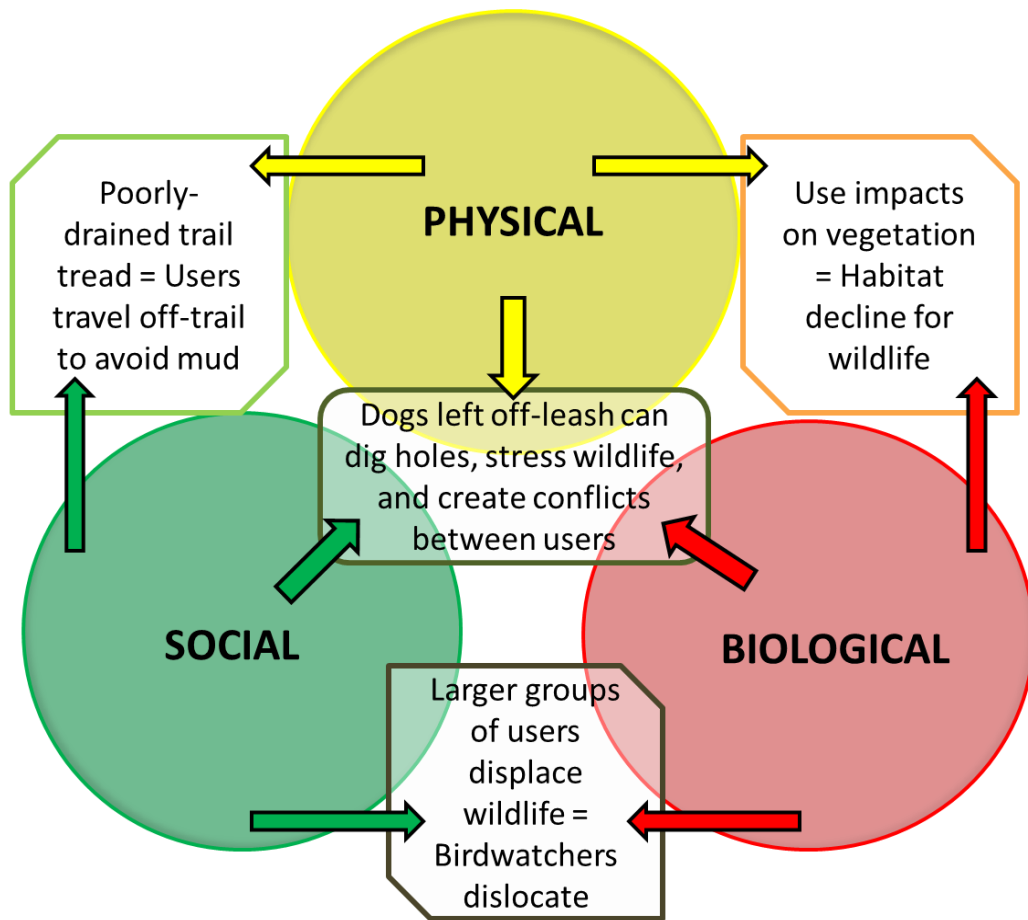 PHYSICAL
Poorly-
drained trail
tread = Users
travel off-trail
to avoid mud
Use impacts
on vegetation
= Habitat
decline for
wildlife
Dogs left off-leash can
dig holes, stress wildlife,
and create conflicts
between users
SOCIAL
BIOLOGICAL
Larger groups
of users
displace
wildlife =
Birdwatchers
dislocate